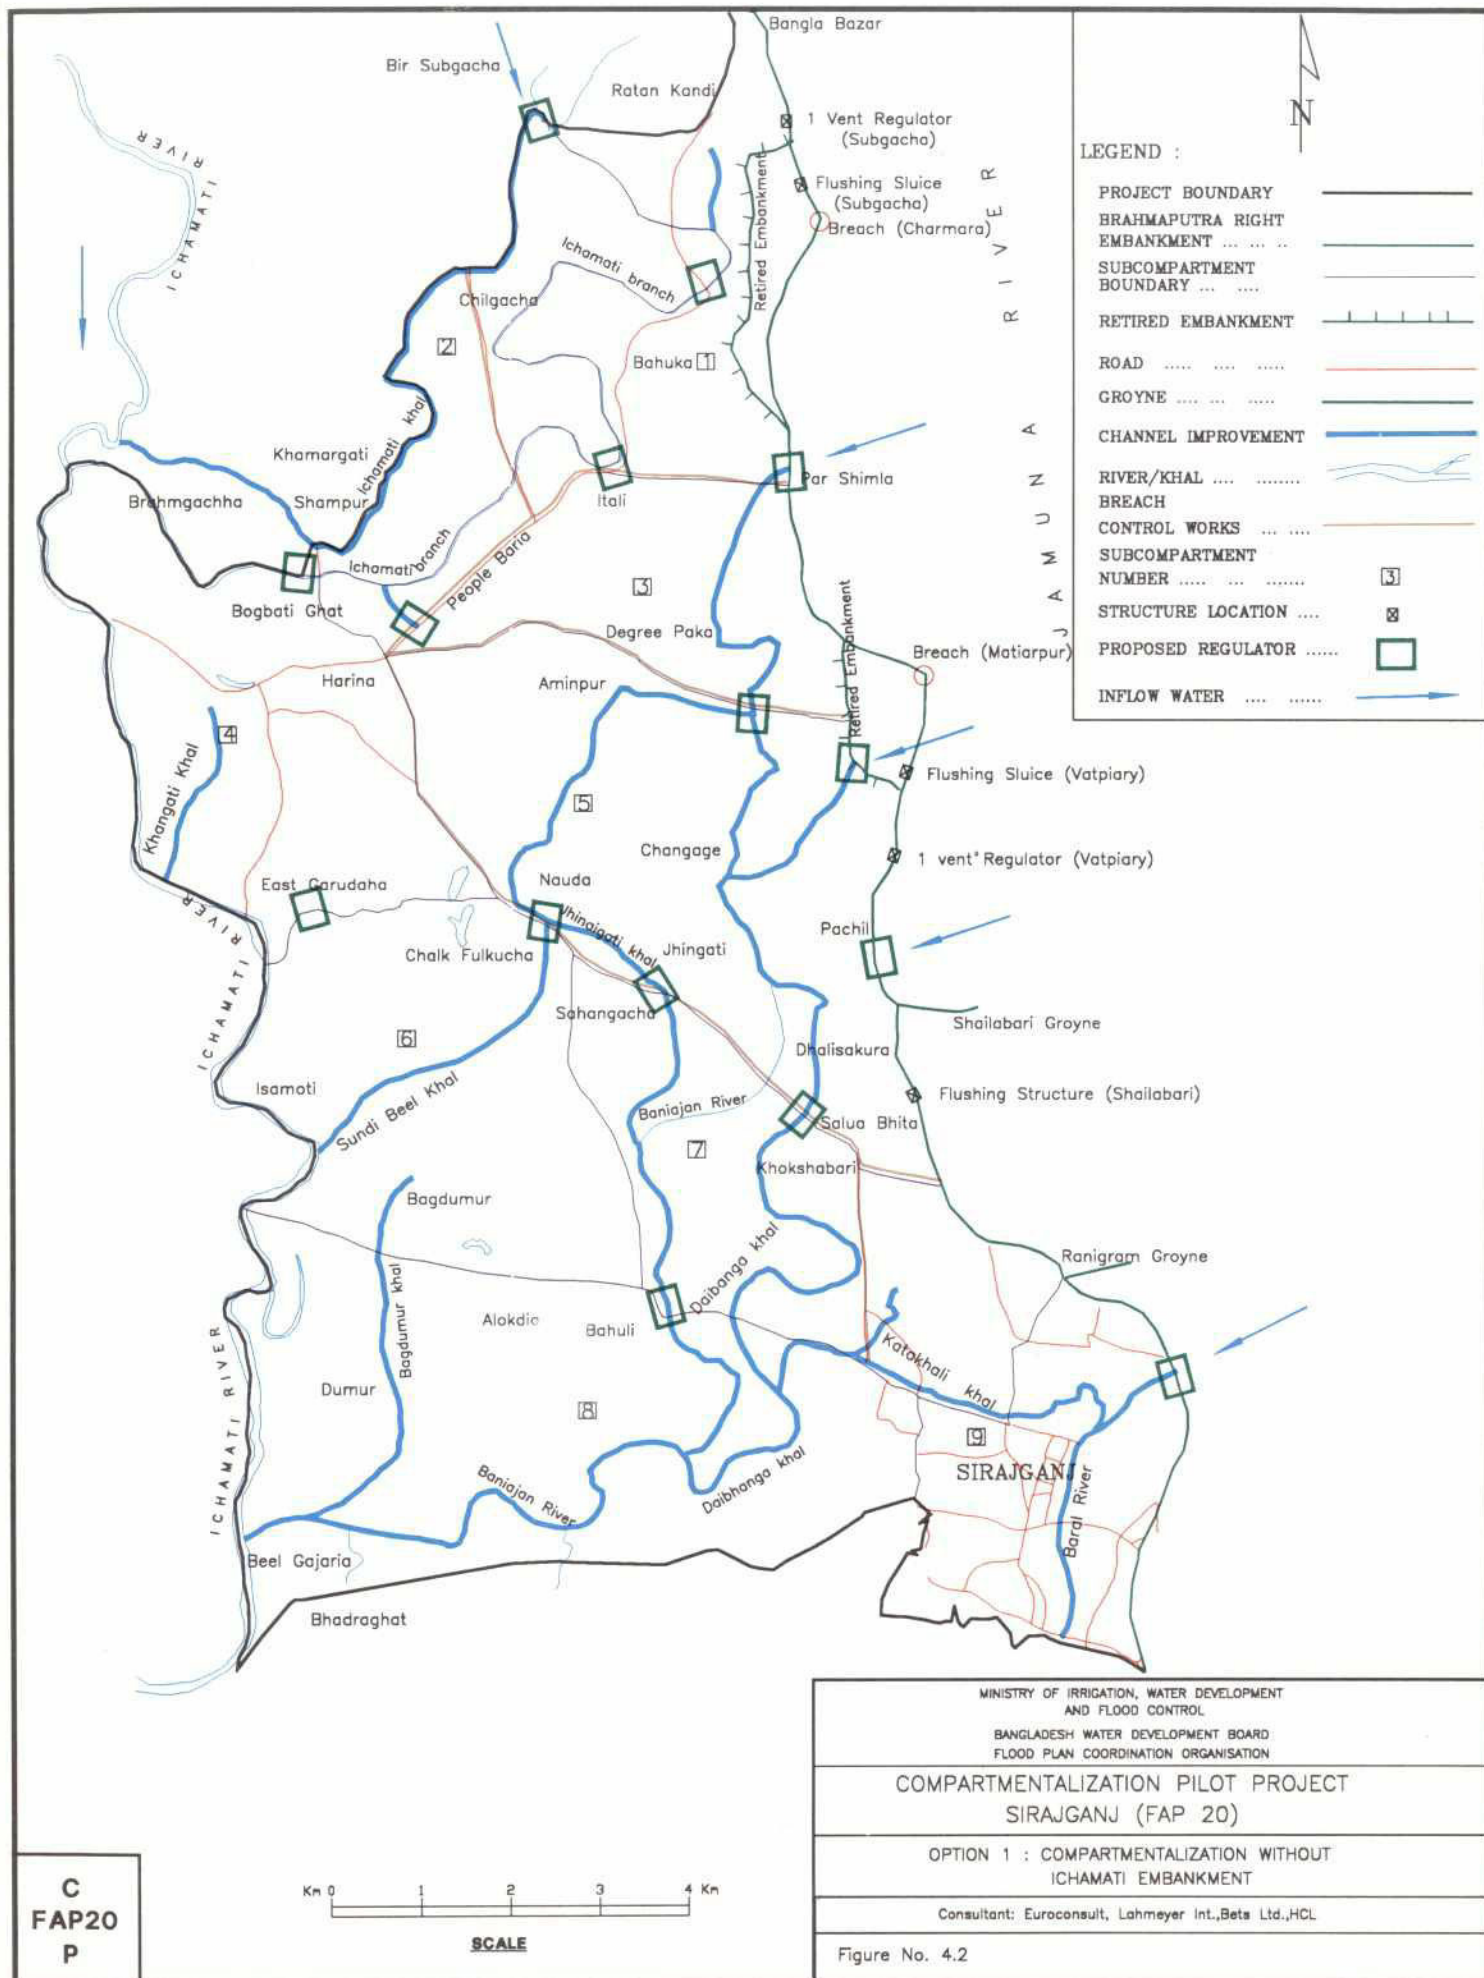 Bangla Bazar
Bir Subgacha
Ratan Kandi
1 Vent Regulator
(Subgacha)
Flushing Sluice
(Subgacha)
Breach (Charmara)
Retired Embankment
ICHAMATI RIVER
Ichamati branch
Chilgacha
2
Bahuka 1
JAMUNA RIVER
N
LEGEND :
PROJECT BOUNDARY
BRAHMAPUTRA RIGHT
EMBANKMENT ... ... ..
SUBCOMPARTMENT
BOUNDARY ... ....
RETIRED EMBANKMENT
ROAD ..... .... .....
GROYNE .... ... .....
CHANNEL IMPROVEMENT
RIVER/KHAL .... ........
BREACH
CONTROL WORKS ... ....
SUBCOMPARTMENT
NUMBER ..... ... .......
3
STRUCTURE LOCATION ....
PROPOSED REGULATOR ......
INFLOW WATER .... ......
Khamargati
Ichamati khal
Brahmgachha
Shampur
Itali
Par Shimla
Ichamati branch
People Baria
Bogbati Ghat
3
Degree Paka
Retired Embankment
Breach (Matiarpur)
Harina
Aminpur
4
Khangati Khal
Flushing Sluice (Vatpiary)
5
Changage
1 vent Regulator (Vatpiary)
East Garudaha
Nauda
Jhinaigati khal
Jhingati
Pachil
ICHAMATI RIVER
Chalk Fulkucha
Sahangacha
Shailabari Groyne
6
Dhalisakura
Isamoti
Sundi Beel Khal
Baniajan River
Flushing Structure (Shailabari)
Salua Bhita
7
Khokshabari
Bagdumur
Daibanga khal
Ranigram Groyne
Bagdumur khal
Alokdia
Bahuli
Katakhali khal
ICHAMATI RIVER
Dumur
8
9
SIRAJGANJ
Baniajan River
Daibhanga khal
Baral River
Beel Gajaria
Bhadraghat
MINISTRY OF IRRIGATION, WATER DEVELOPMENT
AND FLOOD CONTROL
BANGLADESH WATER DEVELOPMENT BOARD
FLOOD PLAN COORDINATION ORGANISATION
COMPARTMENTALIZATION PILOT PROJECT
SIRAJGANJ (FAP 20)
OPTION 1 : COMPARTMENTALIZATION WITHOUT
ICHAMATI EMBANKMENT
Consultant: Euroconsult, Lahmeyer Int.,Bets Ltd.,HCL
Figure No. 4.2
C
FAP20
P
Km 0 1 2 3 4 Km
SCALE